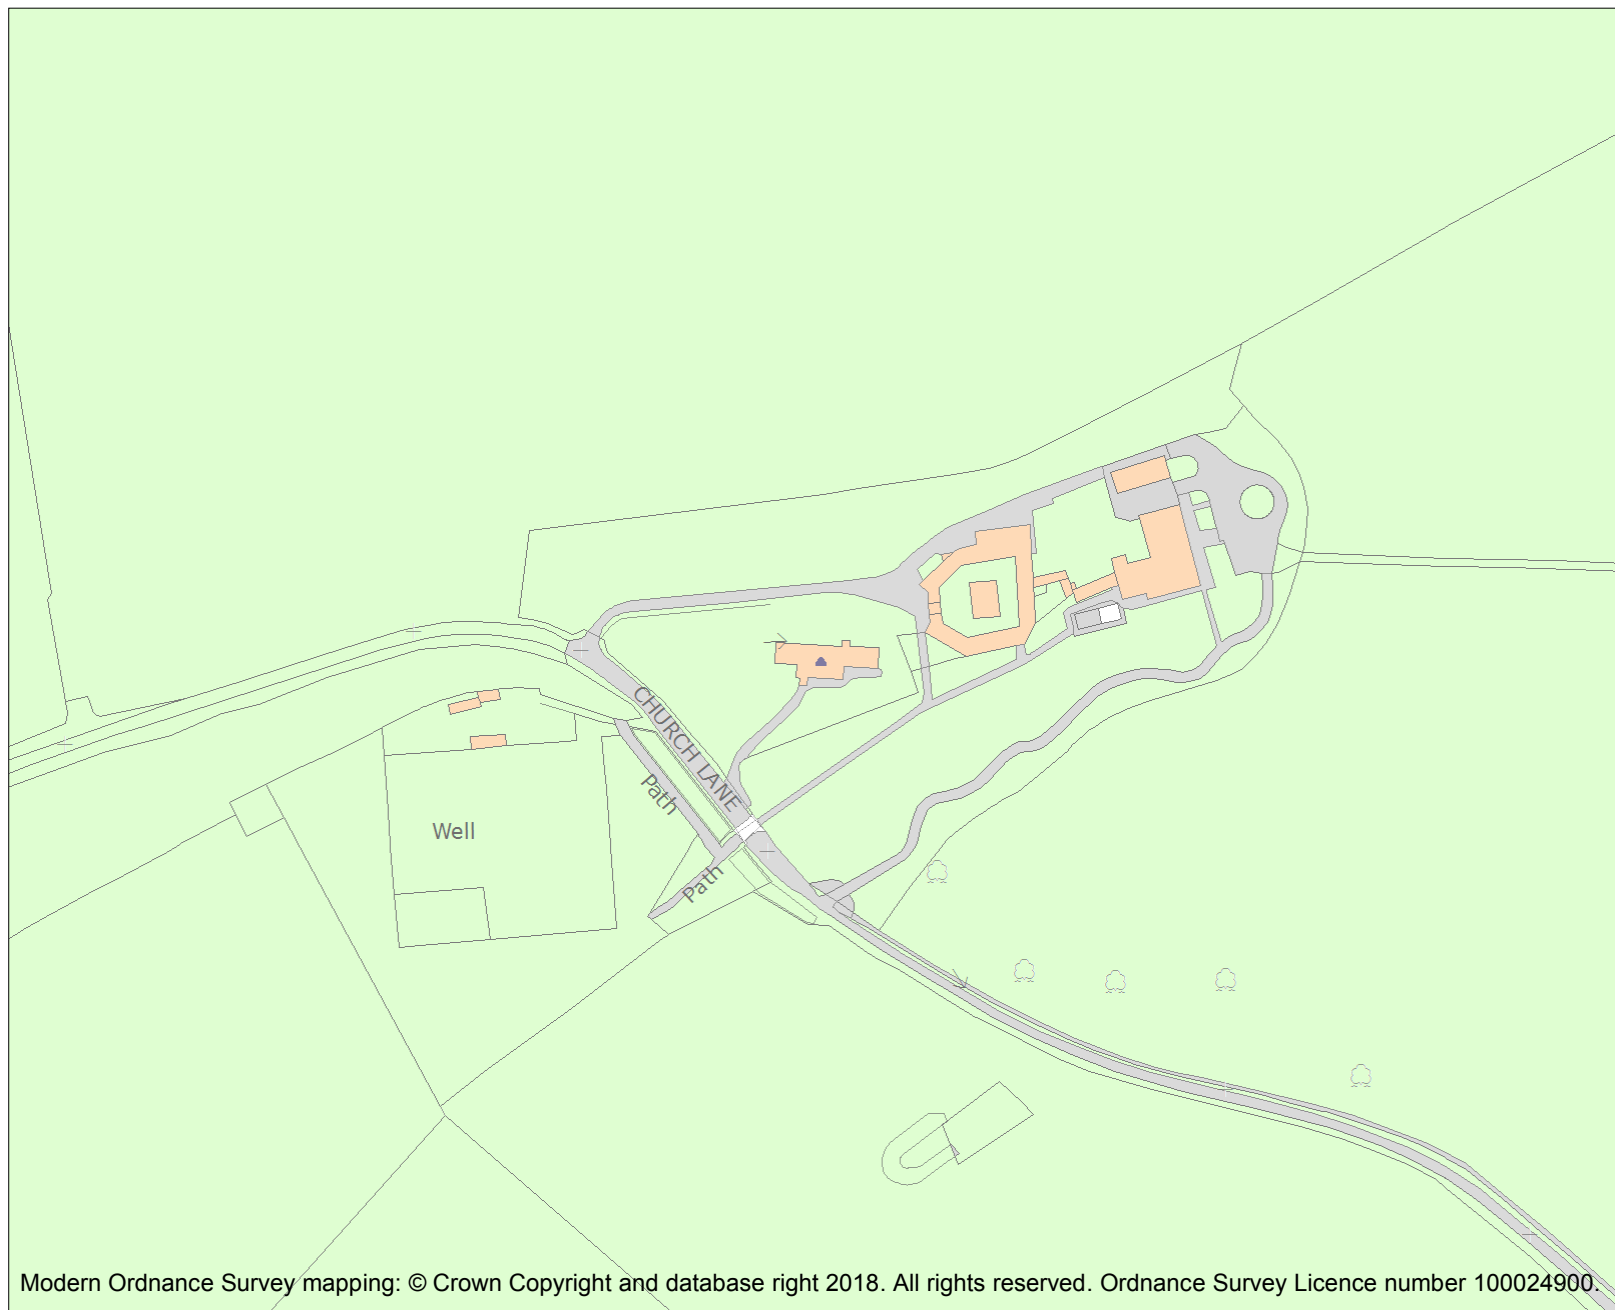 CHURCH LANE
Path
Well
Path
Modern Ordnance Survey mapping: © Crown Copyright and database right 2018. All rights reserved. Ordnance Survey Licence number 100024900.